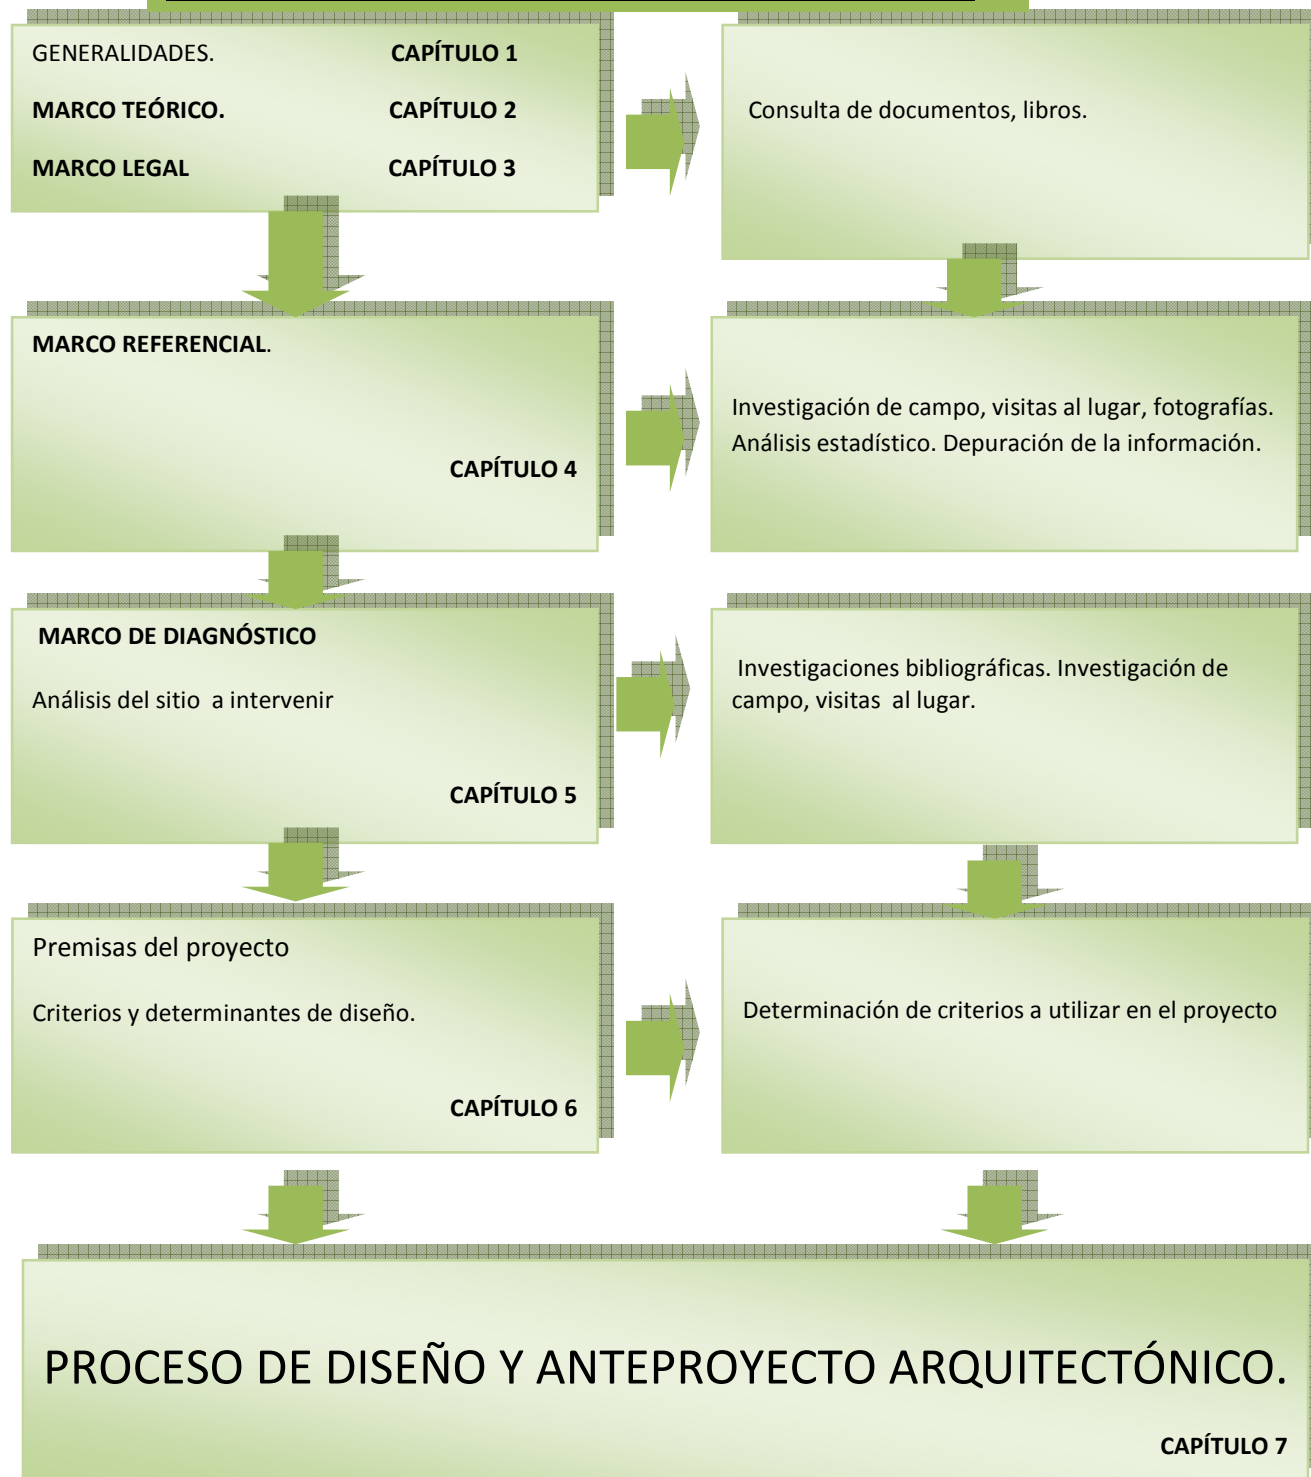 GENERALIDADES. CAPÍTULO 1
MARCO TEÓRICO. CAPÍTULO 2
MARCO LEGAL CAPÍTULO 3
Consulta de documentos, libros.
MARCO REFERENCIAL.
CAPÍTULO 4
Investigación de campo, visitas al lugar, fotografías.
Análisis estadístico. Depuración de la información.
MARCO DE DIAGNÓSTICO
Análisis del sitio a intervenir
CAPÍTULO 5
Investigaciones bibliográficas. Investigación de
campo, visitas al lugar.
Premisas del proyecto
Criterios y determinantes de diseño.
CAPÍTULO 6
Determinación de criterios a utilizar en el proyecto
PROCESO DE DISEÑO Y ANTEPROYECTO ARQUITECTÓNICO.
CAPÍTULO 7